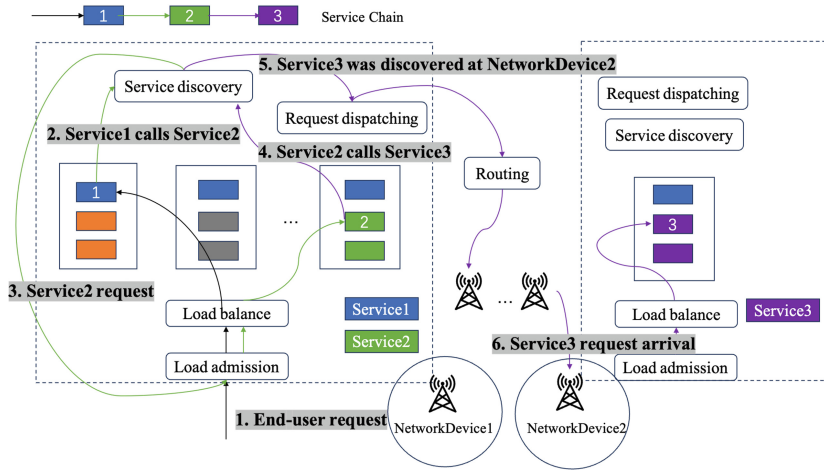 1 2 3 Service Chain
5. Service3 was discovered at NetworkDevice2
Service discovery
Request dispatching
Request dispatching
2. Service1 calls Service2
Service discovery
4. Service2 calls Service3
Routing
1
2
3
...
3. Service2 request
...
Load balance
Service1
Service2
Load balance
Service3
6. Service3 request arrival
Load admission
Load admission
1. End-user request
NetworkDevice1
NetworkDevice2